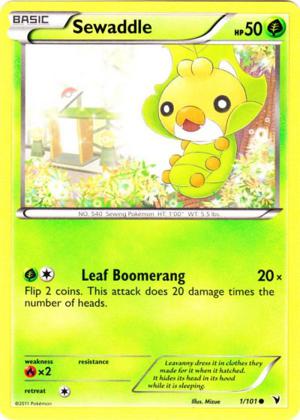 BASIC
Sewaddle
HP 50
NO. 540 Sewing Pokémon HT. 1'00" WT. 5.5 lbs.
Leaf Boomerang 20×
Flip 2 coins. This attack does 20 damage times the
number of heads.
weakness resistance
×2
retreat
Leavanny dress it in clothes they
made for it when it hatched.
It hides its head in its hood
while it is sleeping.
©2011 Pokémon Illus. Mizue 1/101